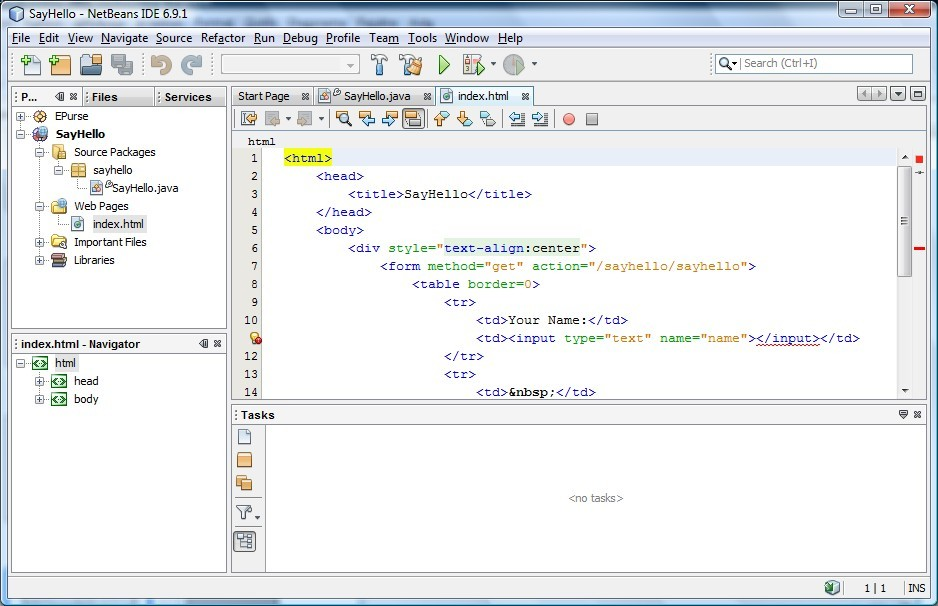 SayHello - NetBeans IDE 6.9.1
File Edit View Navigate Source Refactor Run Debug Profile Team Tools Window Help
Search (Ctrl+I)
P... Files Services
EPurse
SayHello
Source Packages
sayhello
SayHello.java
Web Pages
index.html
Important Files
Libraries
index.html - Navigator
html
head
body
Start Page SayHello.java index.html
html
1 <html>
2 <head>
3 <title>SayHello</title>
4 </head>
5 <body>
6 <div style="text-align:center">
7 <form method="get" action="/sayhello/sayhello">
8 <table border=0>
9 <tr>
10 <td>Your Name:</td>
<td><input type="text" name="name"></input></td>
12 </tr>
13 <tr>
14 <td>&nbsp;</td>
Tasks
<no tasks>
1 | 1 INS